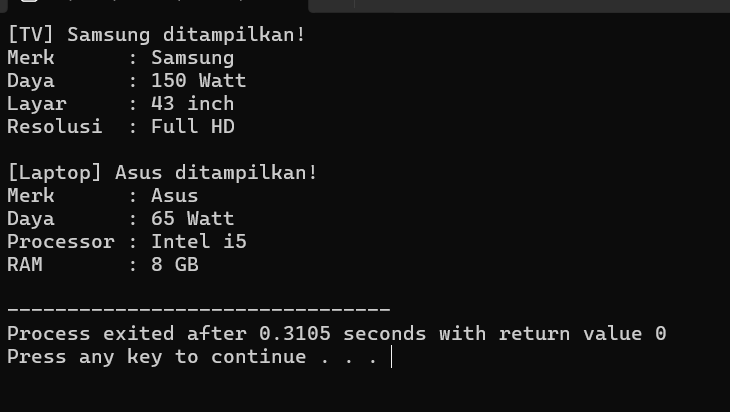 [TV] Samsung ditampilkan!
Merk      : Samsung
Daya      : 150 Watt
Layar     : 43 inch
Resolusi  : Full HD

[Laptop] Asus ditampilkan!
Merk      : Asus
Daya      : 65 Watt
Processor : Intel i5
RAM       : 8 GB

--------------------------------
Process exited after 0.3105 seconds with return value 0
Press any key to continue . . .